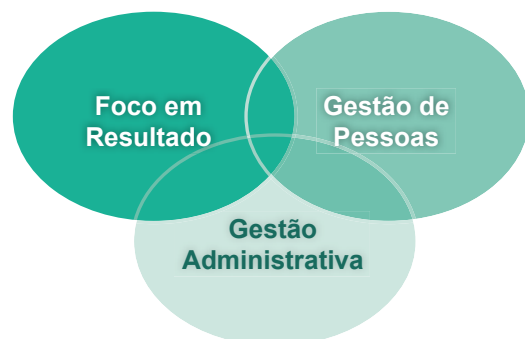 Foco em
Resultado
Gestão de
Pessoas
Gestão
Administrativa